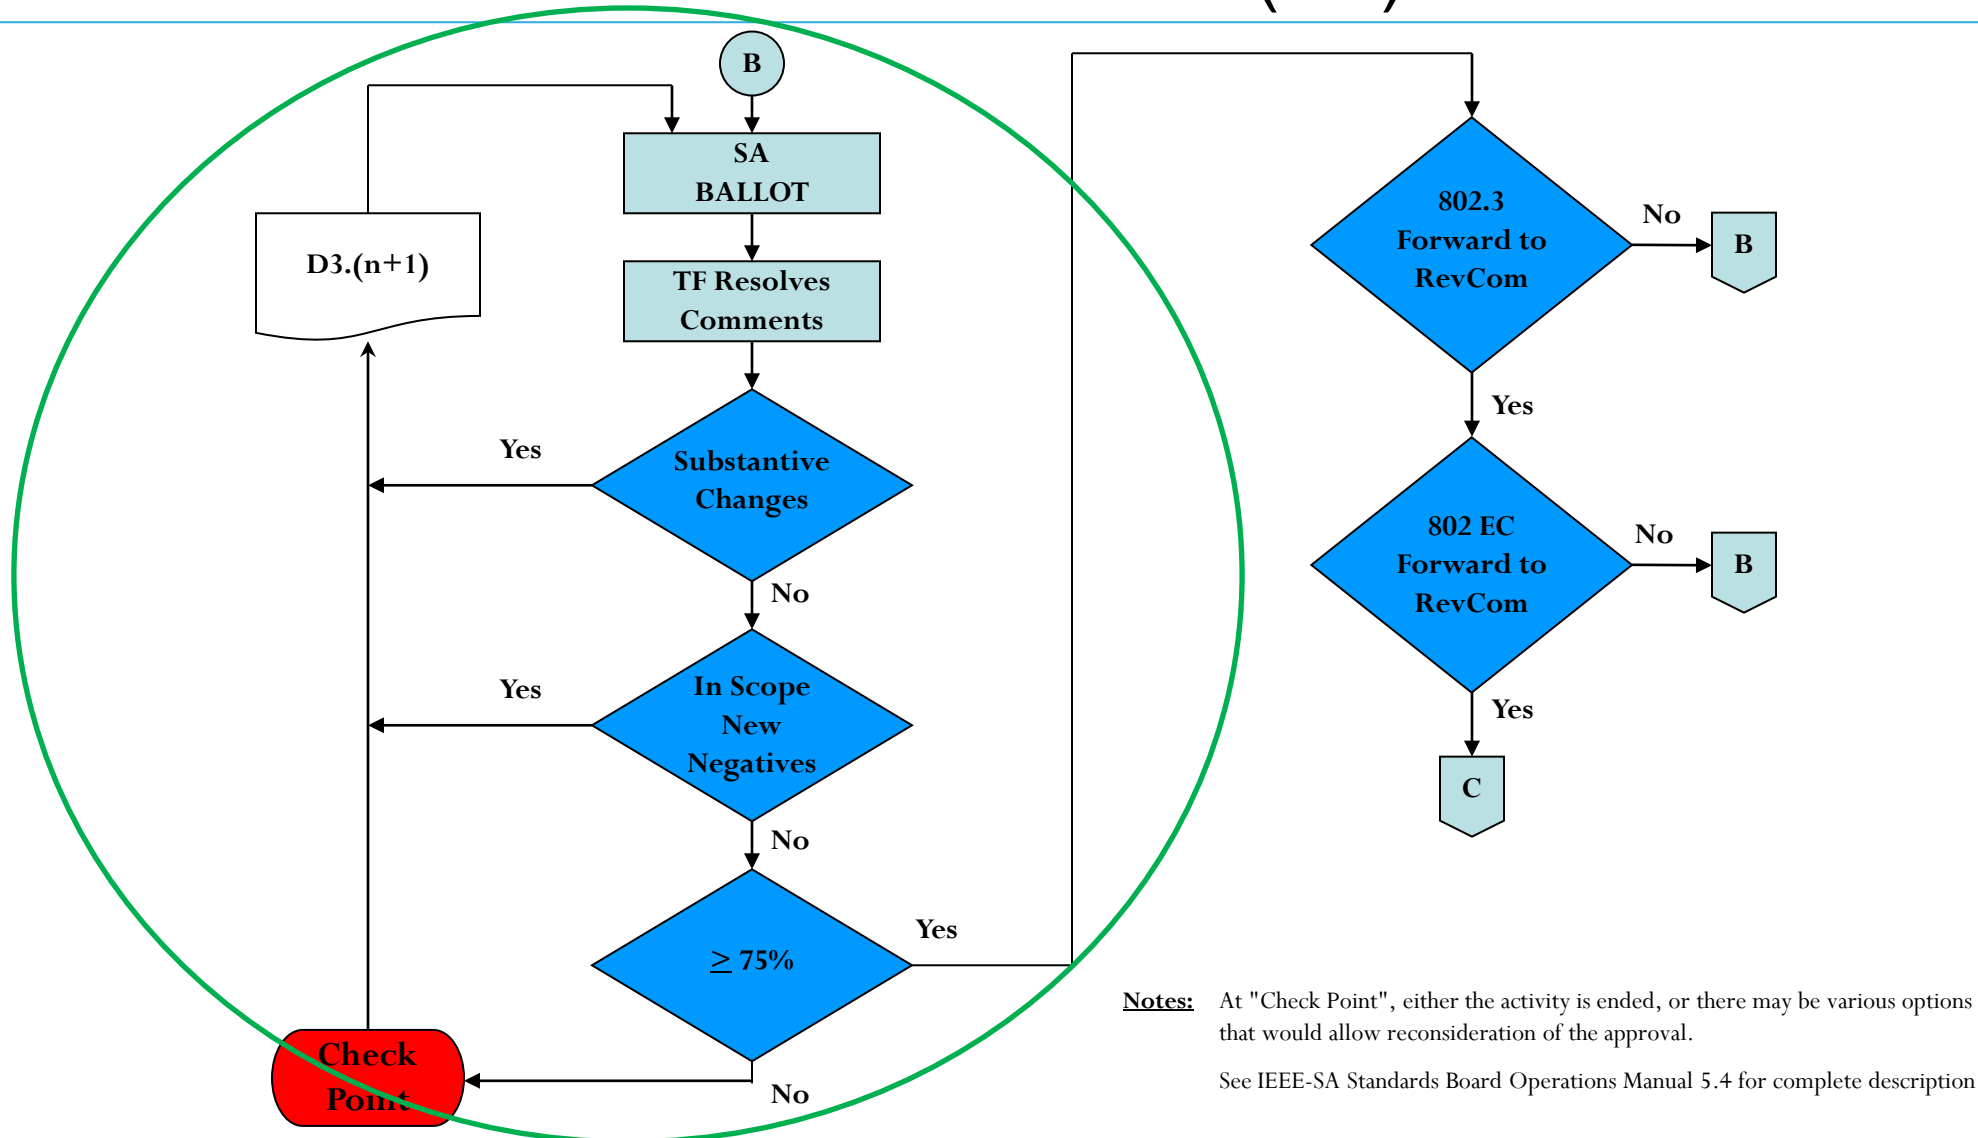 B
SA
BALLOT
D3.(n+1)
TF Resolves
Comments
Yes
Substantive
Changes
No
Yes
In Scope
New
Negatives
No
≥ 75%
Yes
No
Check
Point
802.3
Forward to
RevCom
No
B
Yes
802 EC
Forward to
RevCom
No
B
Yes
C
Notes: At "Check Point", either the activity is ended, or there may be various options
that would allow reconsideration of the approval.
See IEEE-SA Standards Board Operations Manual 5.4 for complete description